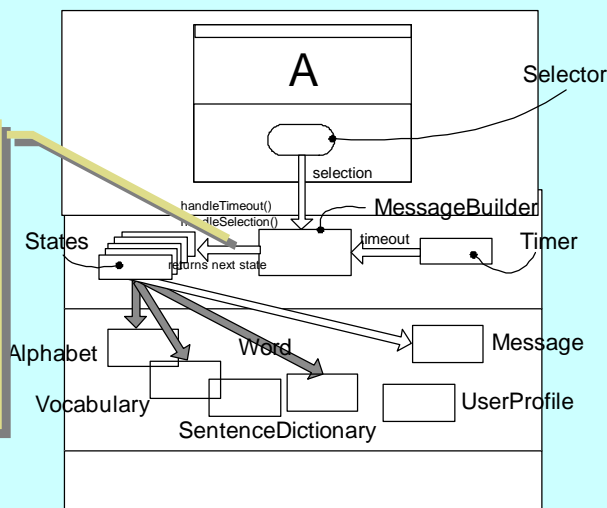 A
Selector
selection
handleTimeout()
handleSelection()
MessageBuilder
States
timeout
Timer
returns next state
Alphabet
Word
Message
Vocabulary
UserProfile
SentenceDictionary